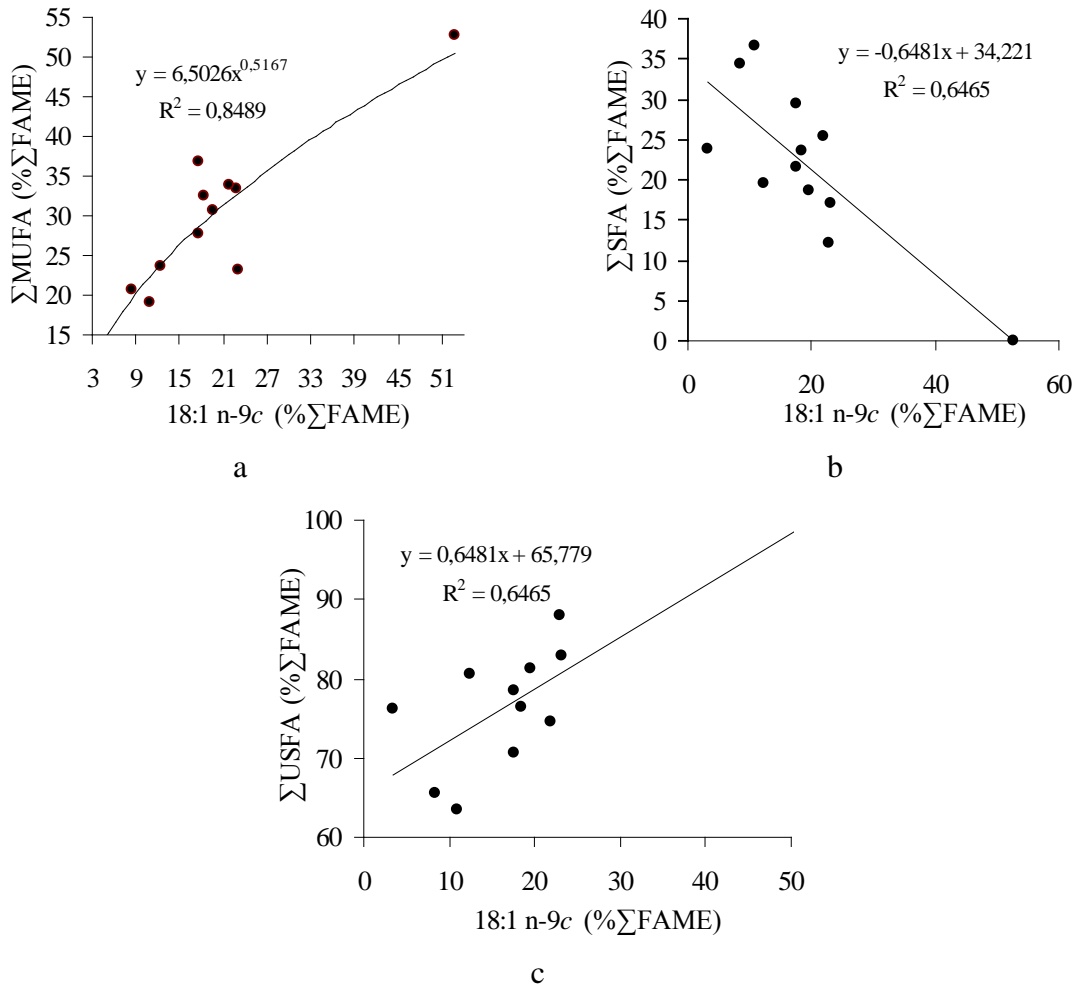 55
50
45
40
35
30
25
20
15
∑MUFA (%∑FAME)
y = 6,5026x^0,5167
R² = 0,8489
3 9 15 21 27 33 39 45 51
18:1 n-9c (%∑FAME)
a
40
35
30
25
20
15
10
5
0
∑SFA (%∑FAME)
y = -0,6481x + 34,221
R² = 0,6465
0 20 40 60
18:1 n-9c (%∑FAME)
b
100
90
80
70
60
∑USFA (%∑FAME)
y = 0,6481x + 65,779
R² = 0,6465
0 10 20 30 40 50
18:1 n-9c (%∑FAME)
c